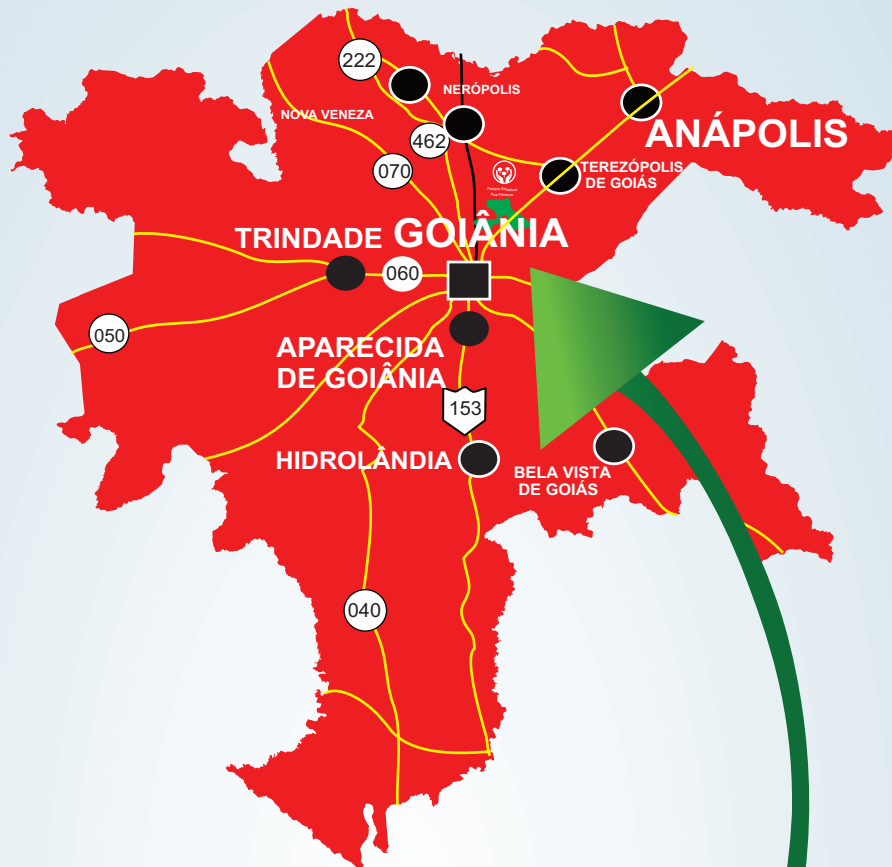 222
NERÓPOLIS
NOVA VENEZA
462
ANÁPOLIS
070
TEREZÓPOLIS
DE GOIÁS
TRINDADE
GOIÂNIA
060
050
APARECIDA
DE GOIÂNIA
153
HIDROLÂNDIA
BELA VISTA
DE GOIÁS
040